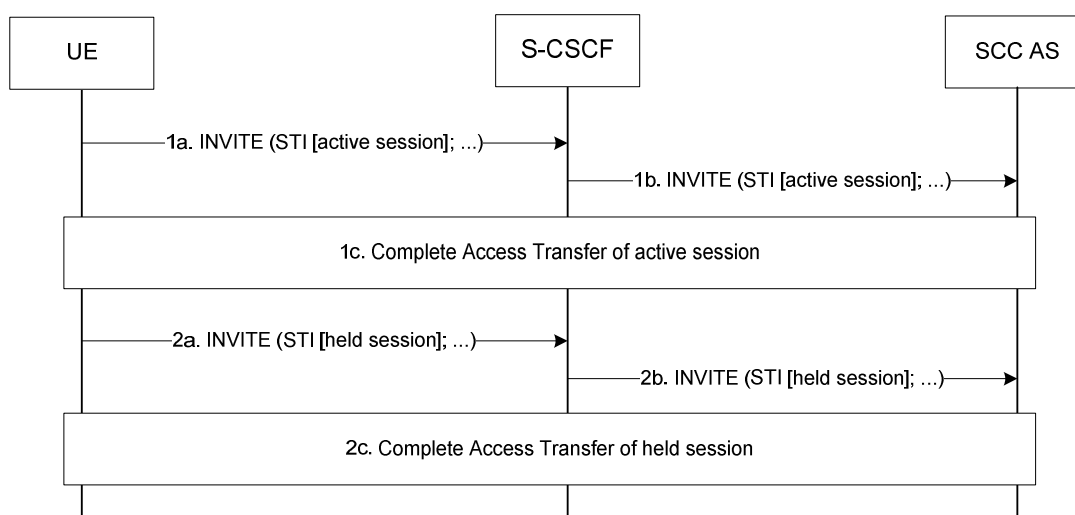 UE
S-CSCF
SCC AS
1a. INVITE (STI [active session]; ...)
1b. INVITE (STI [active session]; ...)
1c. Complete Access Transfer of active session
2a. INVITE (STI [held session]; ...)
2b. INVITE (STI [held session]; ...)
2c. Complete Access Transfer of held session